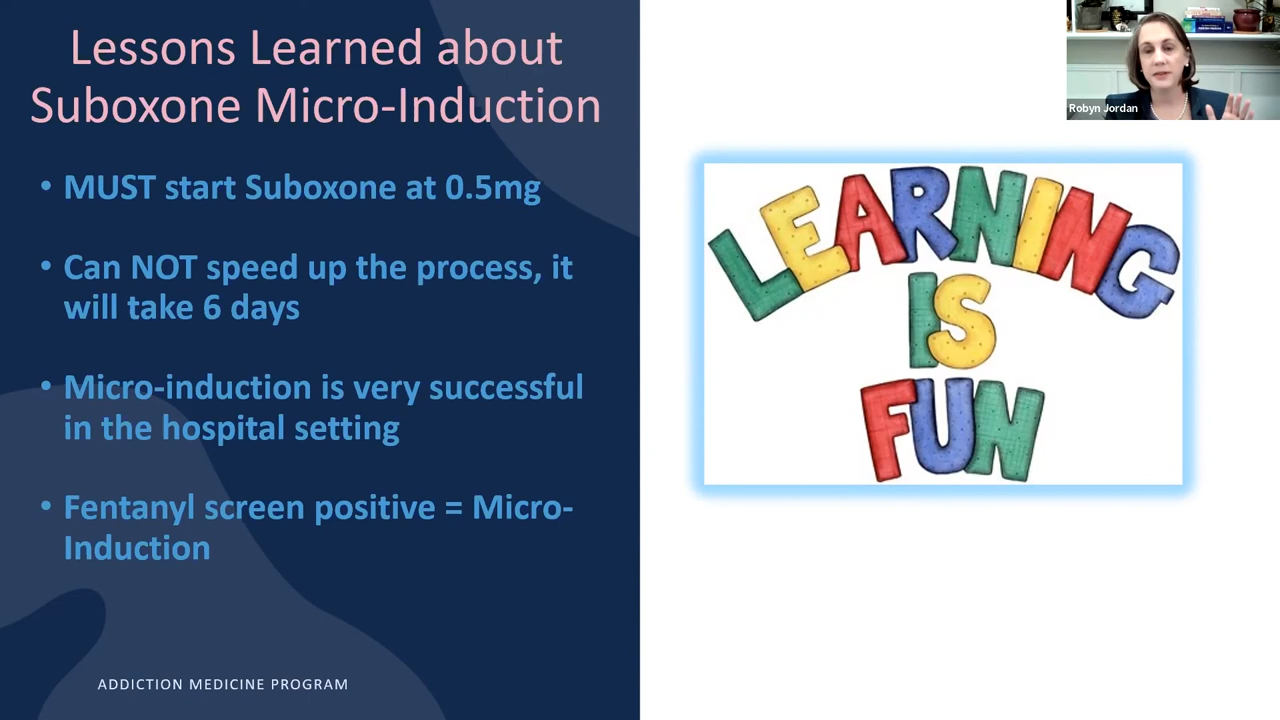 Lessons Learned about
Suboxone Micro-Induction
• MUST start Suboxone at 0.5mg
• Can NOT speed up the process, it
will take 6 days
• Micro-induction is very successful
in the hospital setting
• Fentanyl screen positive = Micro-
Induction
ADDICTION MEDICINE PROGRAM
LEARNING
IS
FUN
Robyn Jordan